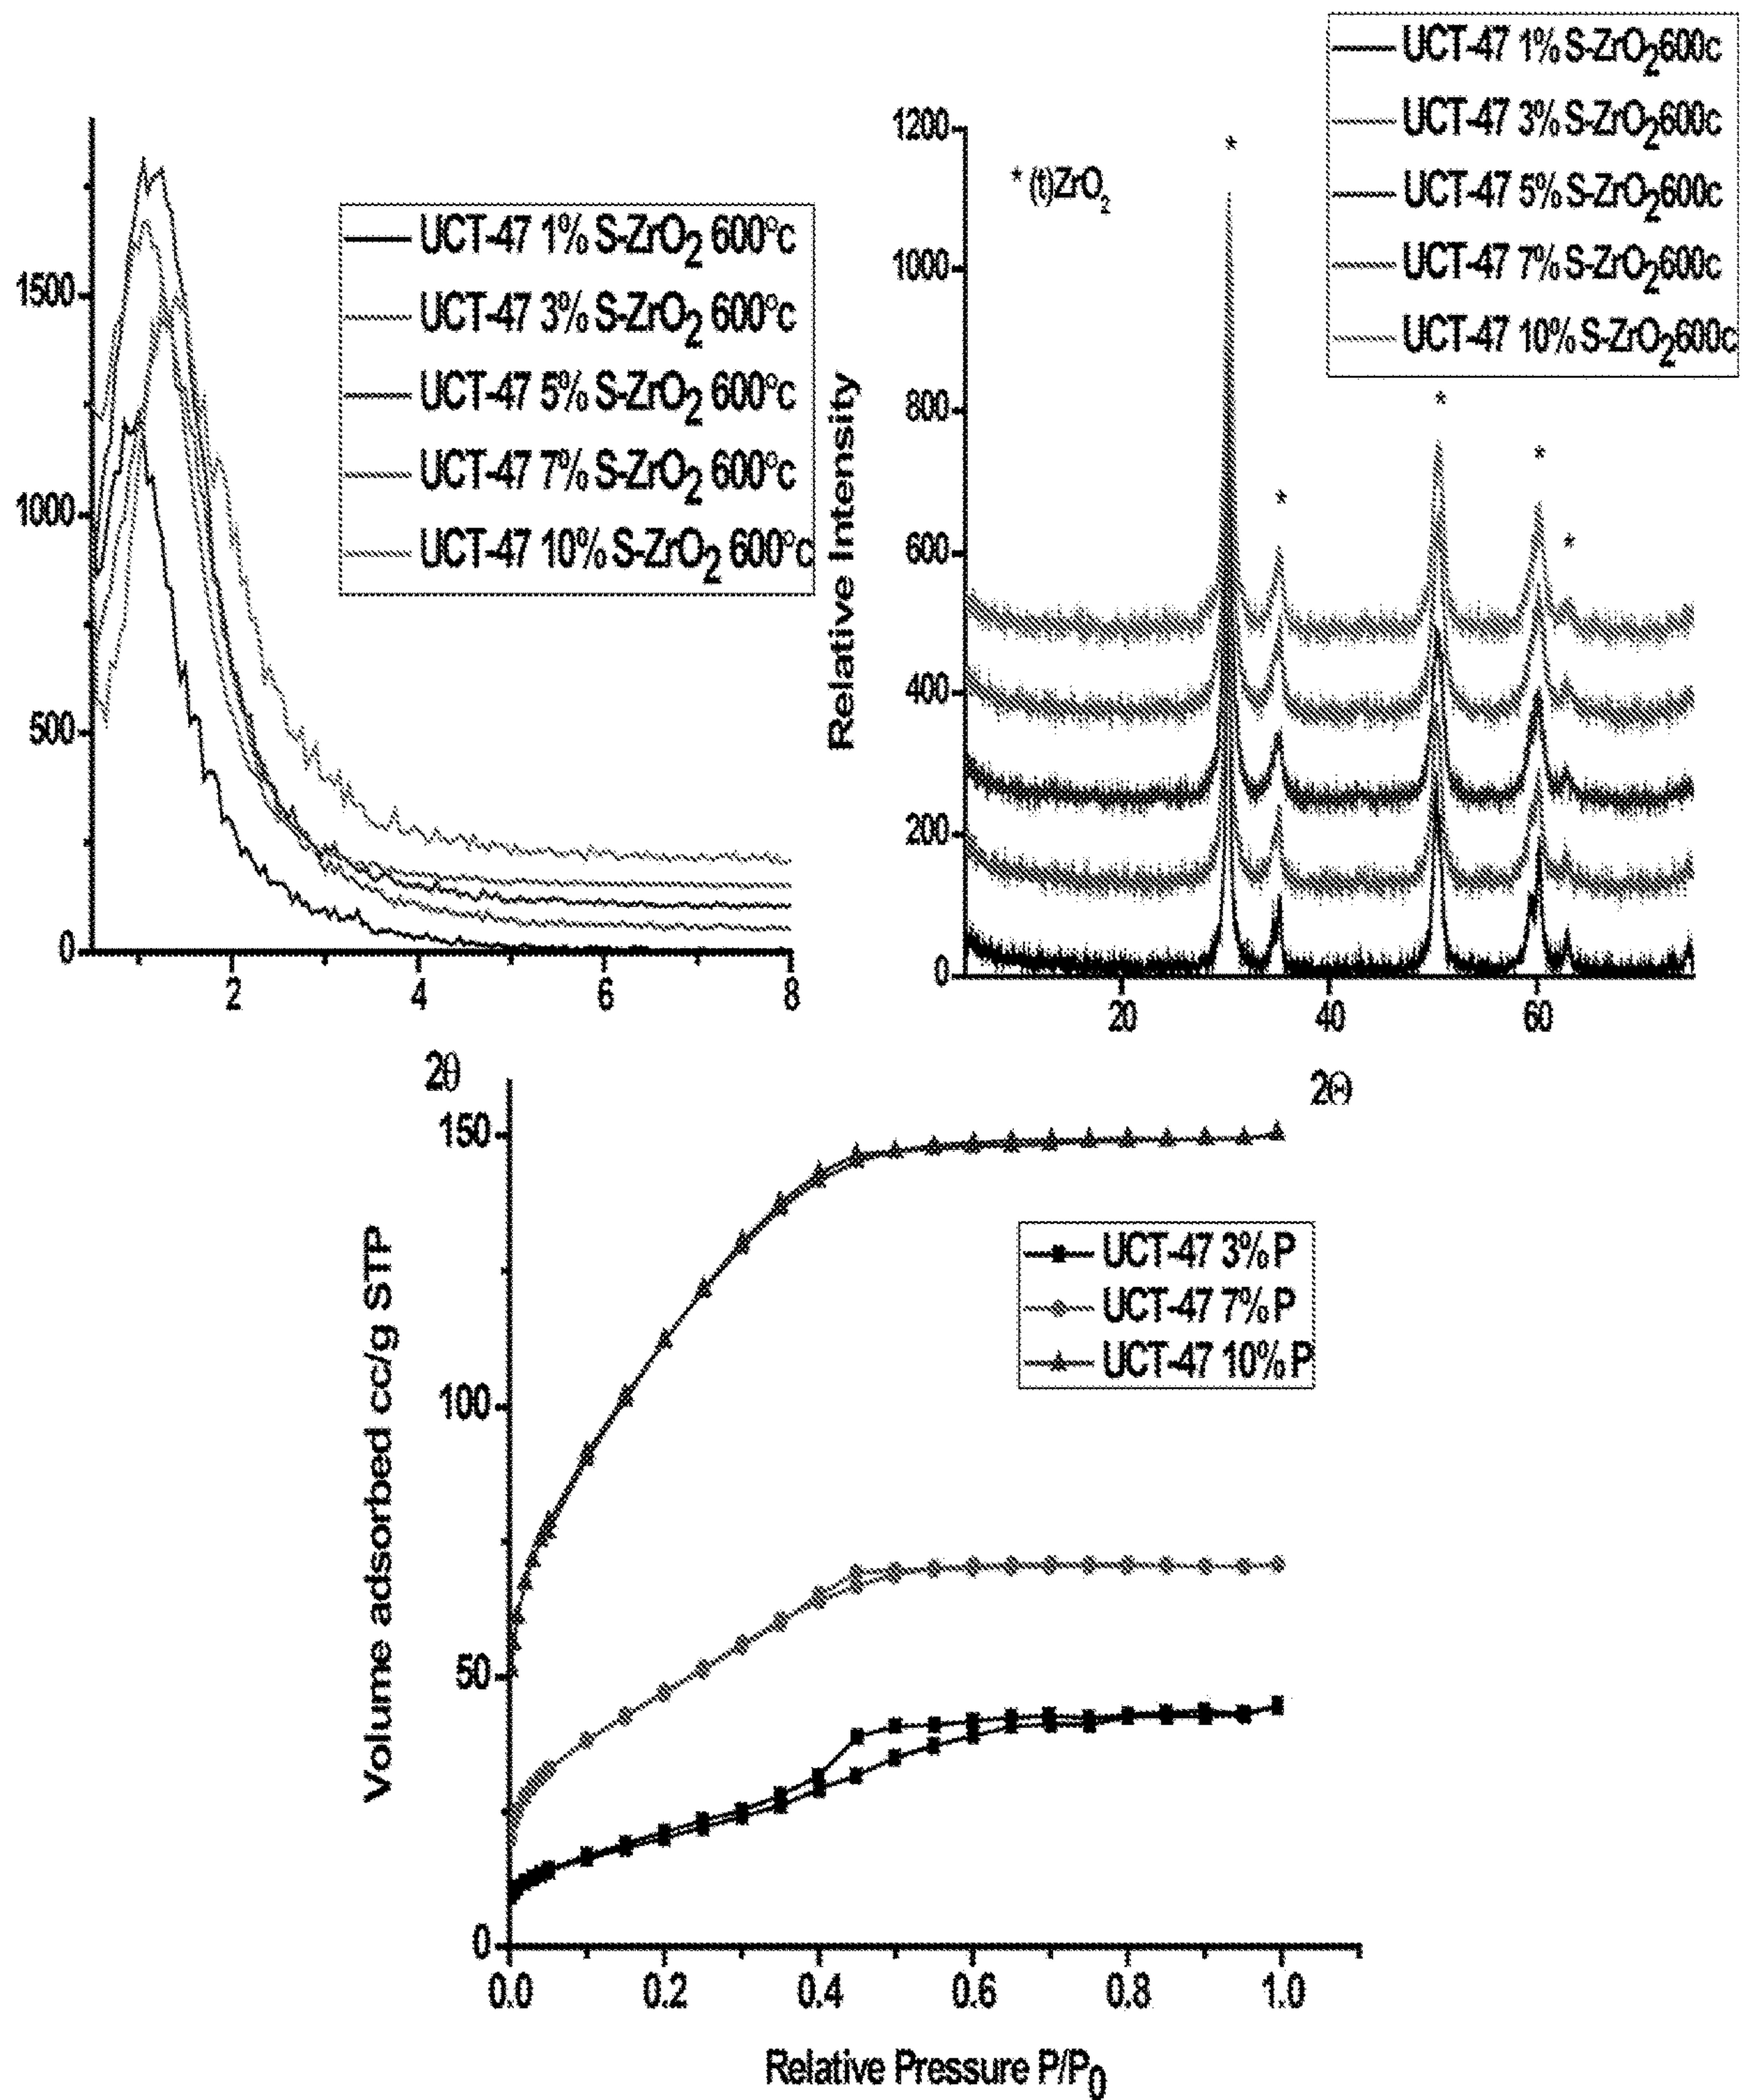 UCT-47 1% S-ZrO2 600°c
UCT-47 3% S-ZrO2 600°c
UCT-47 5% S-ZrO2 600°c
UCT-47 7% S-ZrO2 600°c
UCT-47 10% S-ZrO2 600°c
1500
1000
500
0
2
4
6
8
2θ
UCT-47 1% S-ZrO2600c
UCT-47 3% S-ZrO2600c
UCT-47 5% S-ZrO2600c
UCT-47 7% S-ZrO2600c
UCT-47 10% S-ZrO2600c
* (t)ZrO2
*
*
*
*
*
Relative Intensity
1200
1000
800
600
400
200
0
20
40
60
2Θ
Volume adsorbed cc/g STP
150
100
50
0
UCT-47 3% P
UCT-47 7% P
UCT-47 10% P
0.0
0.2
0.4
0.6
0.8
1.0
Relative Pressure P/P0